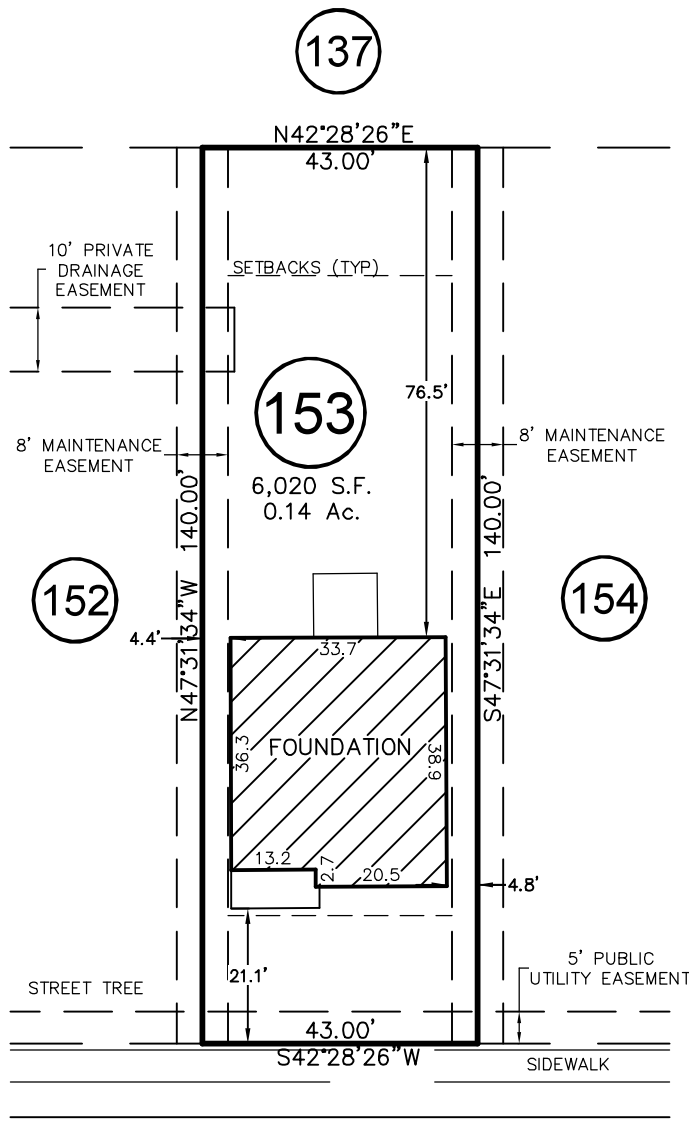 137
N42°28'26"E
43.00'
10' PRIVATE
DRAINAGE
EASEMENT
SETBACKS (TYP)
76.5'
153
6,020 S.F.
0.14 Ac.
8' MAINTENANCE
EASEMENT
8' MAINTENANCE
EASEMENT
N47°31'34"W 140.00'
S47°31'34"E 140.00'
152
154
4.4'
33.7
36.3
FOUNDATION
38.9
13.2
2.7
20.5
4.8'
21.1'
STREET TREE
5' PUBLIC
UTILITY EASEMENT
43.00'
S42°28'26"W
SIDEWALK